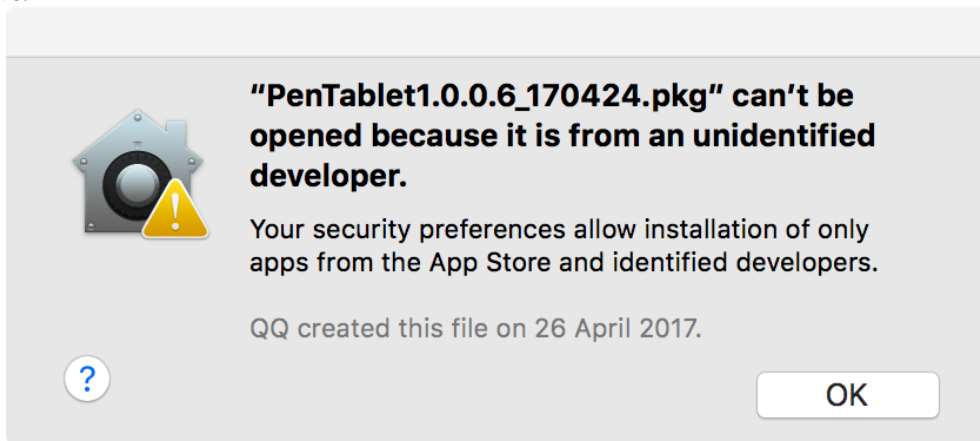 “PenTablet1.0.0.6_170424.pkg” can’t be
opened because it is from an unidentified
developer.
Your security preferences allow installation of only
apps from the App Store and identified developers.
QQ created this file on 26 April 2017.
?
OK